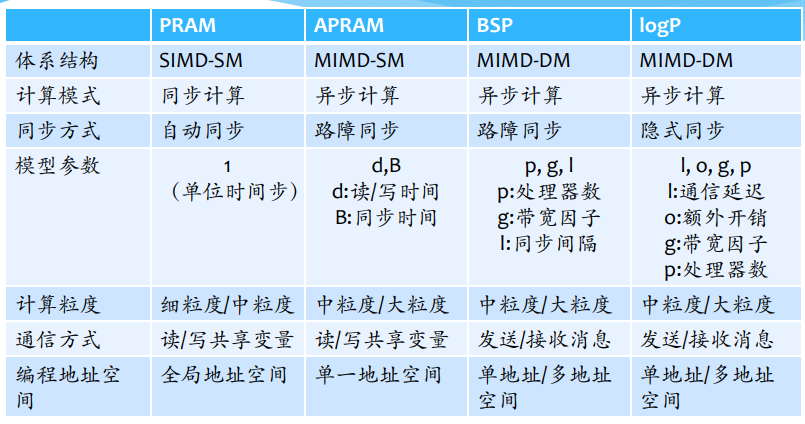 PRAM APRAM BSP logP
体系结构 SIMD-SM MIMD-SM MIMD-DM MIMD-DM
计算模式 同步计算 异步计算 异步计算 异步计算
同步方式 自动同步 路障同步 路障同步 隐式同步
模型参数 1 d,B p, g, l l, o, g, p
（单位时间步） d:读/写时间 p:处理器数 l:通信延迟
B:同步时间 g:带宽因子 o:额外开销
l:同步间隔 g:带宽因子
p:处理器数
计算粒度 细粒度/中粒度 中粒度/大粒度 中粒度/大粒度 中粒度/大粒度
通信方式 读/写共享变量 读/写共享变量 发送/接收消息 发送/接收消息
编程地址空 全局地址空间 单一地址空间 单地址/多地址 单地址/多地址
间 空间 空间